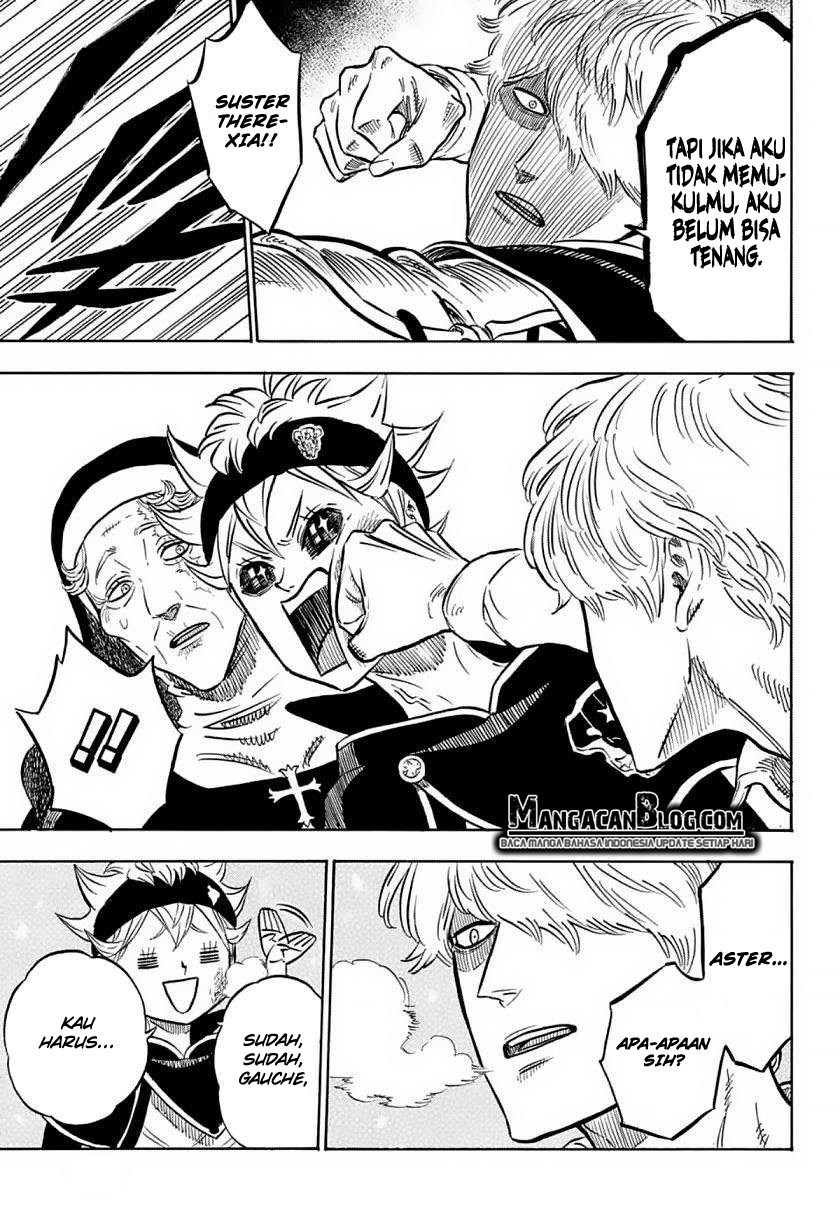 TAPI JIKA AKU
TIDAK MEMU-
KULMU, AKU
BELUM BISA
TENANG.
SUSTER
THERE-
XIA!!
!!
MANGACANBLOG.COM
BACA MANGA BAHASA INDONESIA UPDATE SETIAP HARI
ASTER...
APA-APAAN
SIH?
SUDAH,
SUDAH,
GAUCHE,
KAU
HARUS...